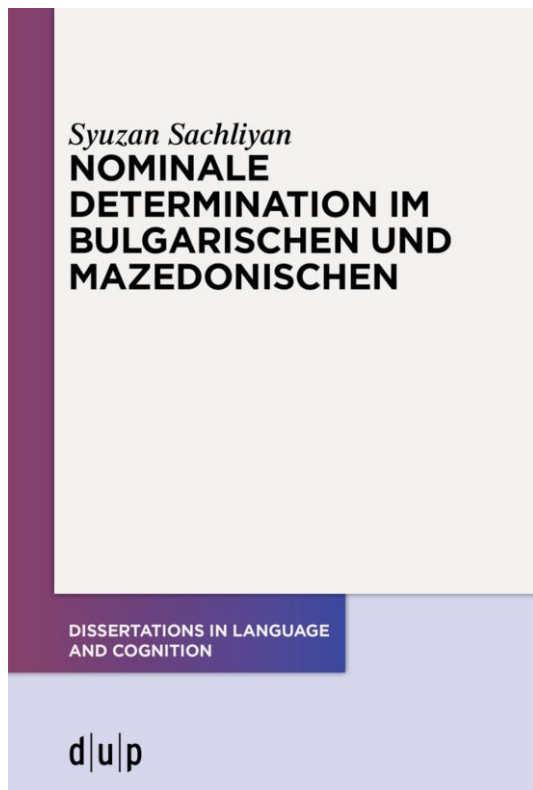 Syuzan Sachliyan
NOMINALE
DETERMINATION IM
BULGARISCHEN UND
MAZEDONISCHEN
DISSERTATIONS IN LANGUAGE
AND COGNITION
d|u|p